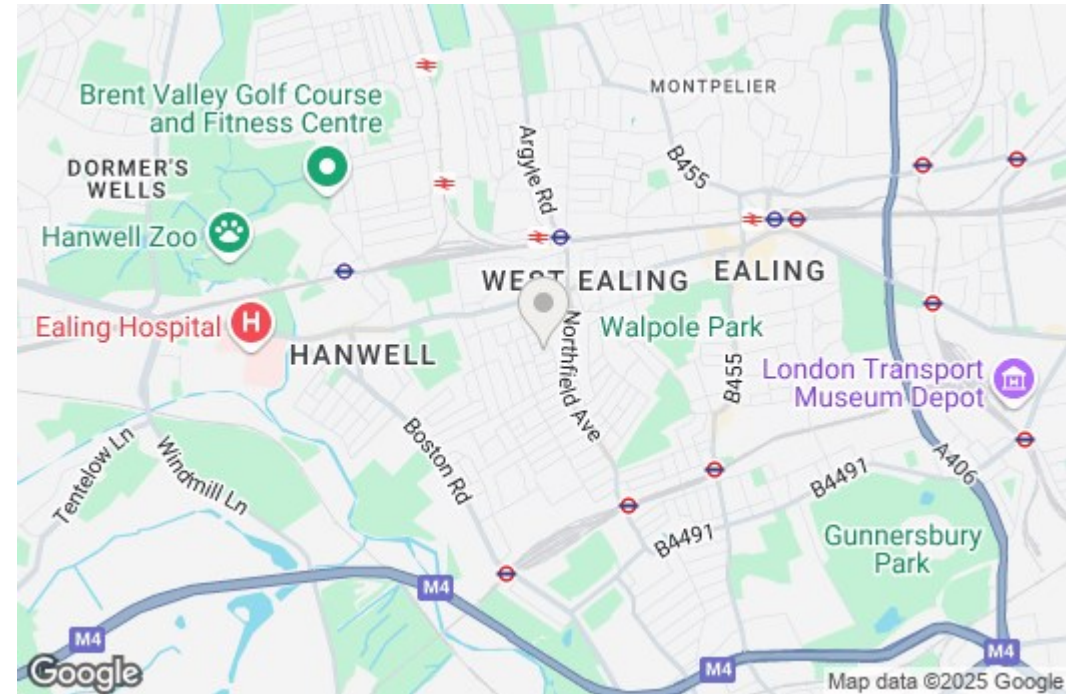 MONTPELIER
Brent Valley Golf Course
and Fitness Centre
Argyle Rd
B455
DORMER'S
WELLS
Hanwell Zoo
WEST EALING
EALING
Ealing Hospital
H
HANWELL
Northfield Ave
Walpole Park
B455
London Transport
Museum Depot
Boston Rd
Tentelow Ln
Windmill Ln
B4491
A406
B4491
Gunnersbury
Park
M4
M4
M4
M4
Google
Map data ©2025 Google